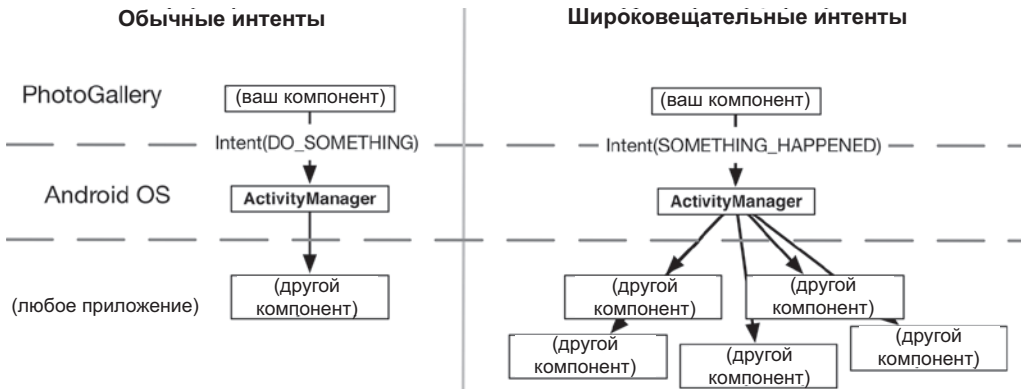 Обычные интенты
Широковещательные интенты
PhotoGallery
(ваш компонент)
(ваш компонент)
Intent(DO_SOMETHING)
Intent(SOMETHING_HAPPENED)
Android OS
ActivityManager
ActivityManager
(любое приложение)
(другой
компонент)
(другой
компонент)
(другой
компонент)
(другой
компонент)
(другой
компонент)
(другой
компонент)